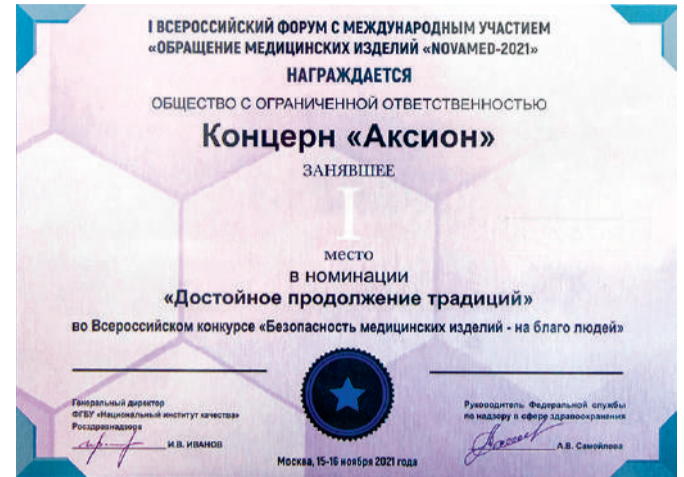 I ВСЕРОССИЙСКИЙ ФОРУМ С МЕЖДУНАРОДНЫМ УЧАСТИЕМ
«ОБРАЩЕНИЕ МЕДИЦИНСКИХ ИЗДЕЛИЙ «NOVAMED-2021»
НАГРАЖДАЕТСЯ
ОБЩЕСТВО С ОГРАНИЧЕННОЙ ОТВЕТСТВЕННОСТЬЮ
Концерн «Аксион»
ЗАНЯВШЕЕ
I
место
в номинации
«Достойное продолжение традиций»
во Всероссийском конкурсе «Безопасность медицинских изделий - на благо людей»
Генеральный директор
ФГБУ «Национальный институт качества»
Росздравнадзора
И.В. ИВАНОВ
Руководитель Федеральной службы
по надзору в сфере здравоохранения
А.В. Самойлова
Москва, 15-16 ноября 2021 года